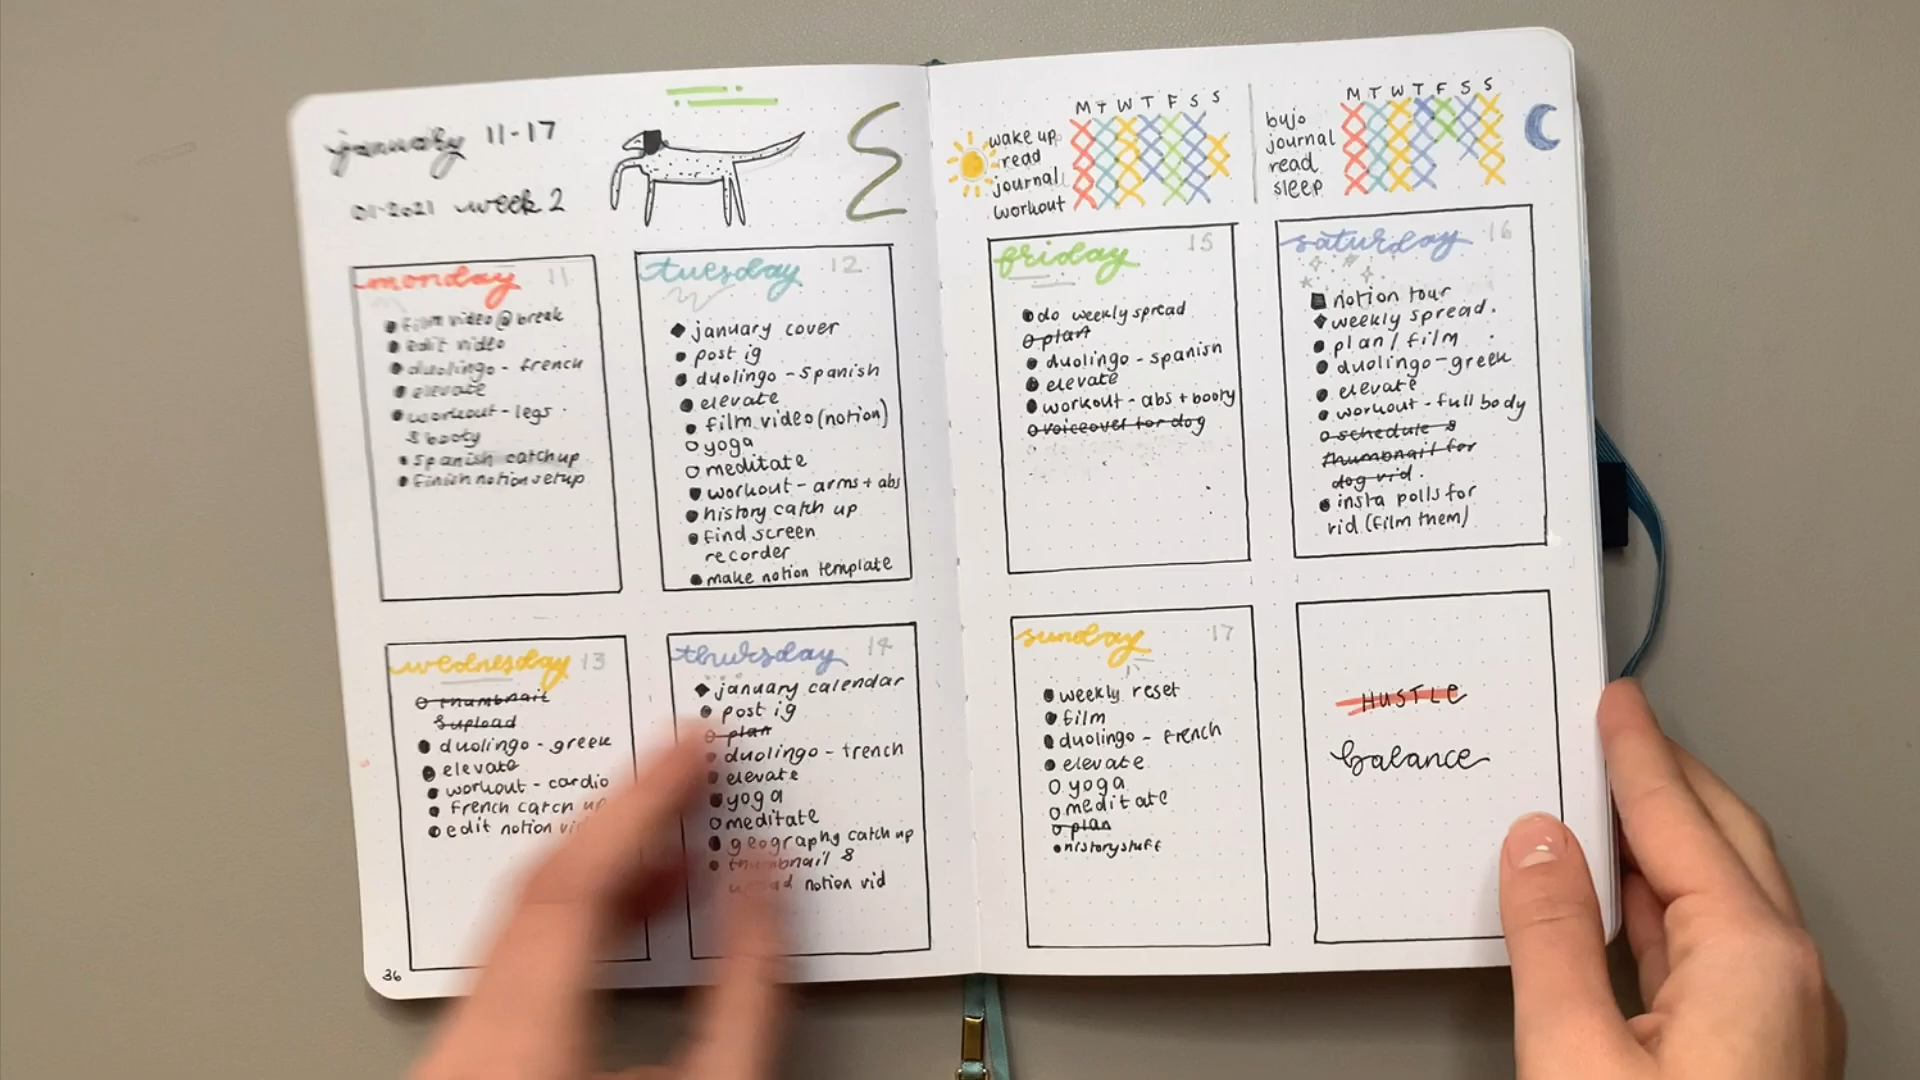 january 11-17
01-2021 week 2
monday 11
film video @ break
edit video
duolingo - french
elevate
workout - legs
& booty
spanish catch up
finish notion setup
tuesday 12
january cover
post ig
duolingo - spanish
elevate
film video (notion)
yoga
meditate
workout - arms + abs
history catch up
find screen
recorder
make notion template
wednesday 13
thumbnail
& upload
duolingo - greek
elevate
workout - cardio
french catch up
edit notion
thursday 14
january calendar
post ig
plan
duolingo - french
elevate
yoga
meditate
geography catch up
thumbnail &
upload notion vid
36
M T W T F S S
wake up
read
journal
workout
M T W T F S S
bujo
journal
read
sleep
friday 15
do weekly spread
plan
duolingo - spanish
elevate
workout - abs + booty
voiceover for dog
saturday 16
notion tour
weekly spread.
plan / film
duolingo - greek
elevate
workout - full body
schedule &
thumbnail for
dog vid.
insta polls for
vid (film them)
sunday 17
weekly reset
film
duolingo - french
elevate
yoga
meditate
plan
history stuff
HUSTLE
balance